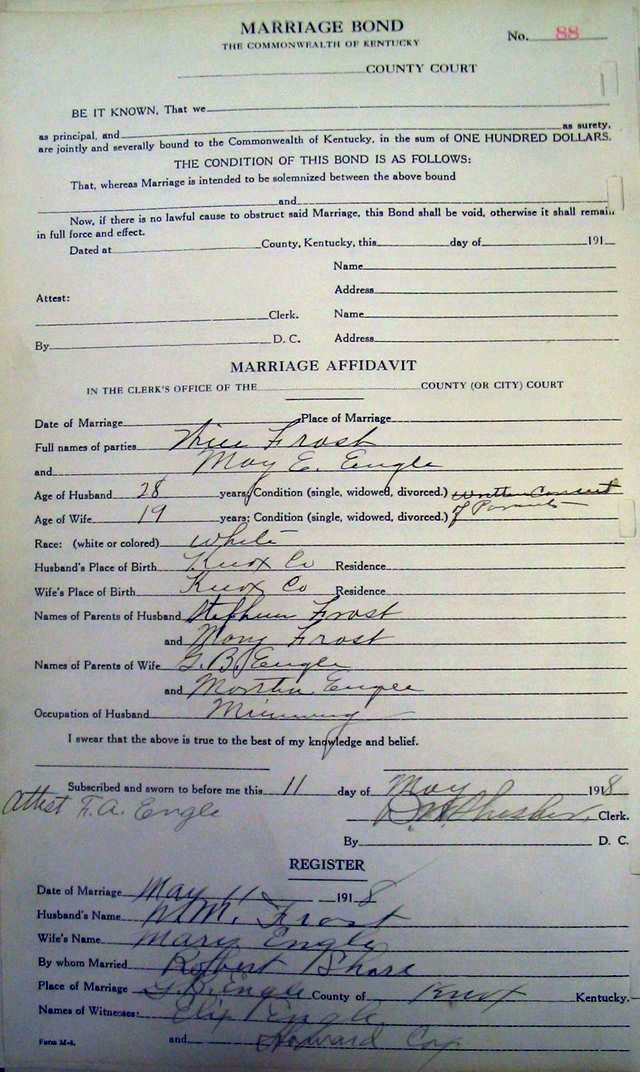 MARRIAGE BOND
THE COMMONWEALTH OF KENTUCKY
No. 88
COUNTY COURT
BE IT KNOWN, That we
as principal, and as surety,
are jointly and severally bound to the Commonwealth of Kentucky, in the sum of ONE HUNDRED DOLLARS.
THE CONDITION OF THIS BOND IS AS FOLLOWS:
That, whereas Marriage is intended to be solemnized between the above bound
and
Now, if there is no lawful cause to obstruct said Marriage, this Bond shall be void, otherwise it shall remain
in full force and effect.
Dated at County, Kentucky, this day of 191
Name
Address
Attest:
Clerk. Name
By D. C. Address
MARRIAGE AFFIDAVIT
IN THE CLERK'S OFFICE OF THE COUNTY (OR CITY) COURT
Date of Marriage Place of Marriage
Full names of parties Frost
and May E. Engle
Age of Husband 28 years; Condition (single, widowed, divorced.) written Consent
Age of Wife 19 years; Condition (single, widowed, divorced.) of Parents
Race: (white or colored) white
Husband's Place of Birth Knox Co Residence
Wife's Place of Birth Knox Co Residence
Names of Parents of Husband Stephen Frost
and Mary Frost
Names of Parents of Wife G. B. Engle
and Martha Engle
Occupation of Husband
I swear that the above is true to the best of my knowledge and belief.
Subscribed and sworn to before me this 11 day of May 1918
Attest F. A. Engle
Clerk.
By D. C.
REGISTER
Date of Marriage May 11 1918
Husband's Name Wm. Frost
Wife's Name Mary Engle
By whom Married Robert
Place of Marriage G B Engle County of Knox Kentucky.
Names of Witnesses: Engle
Form M-4. and Howard